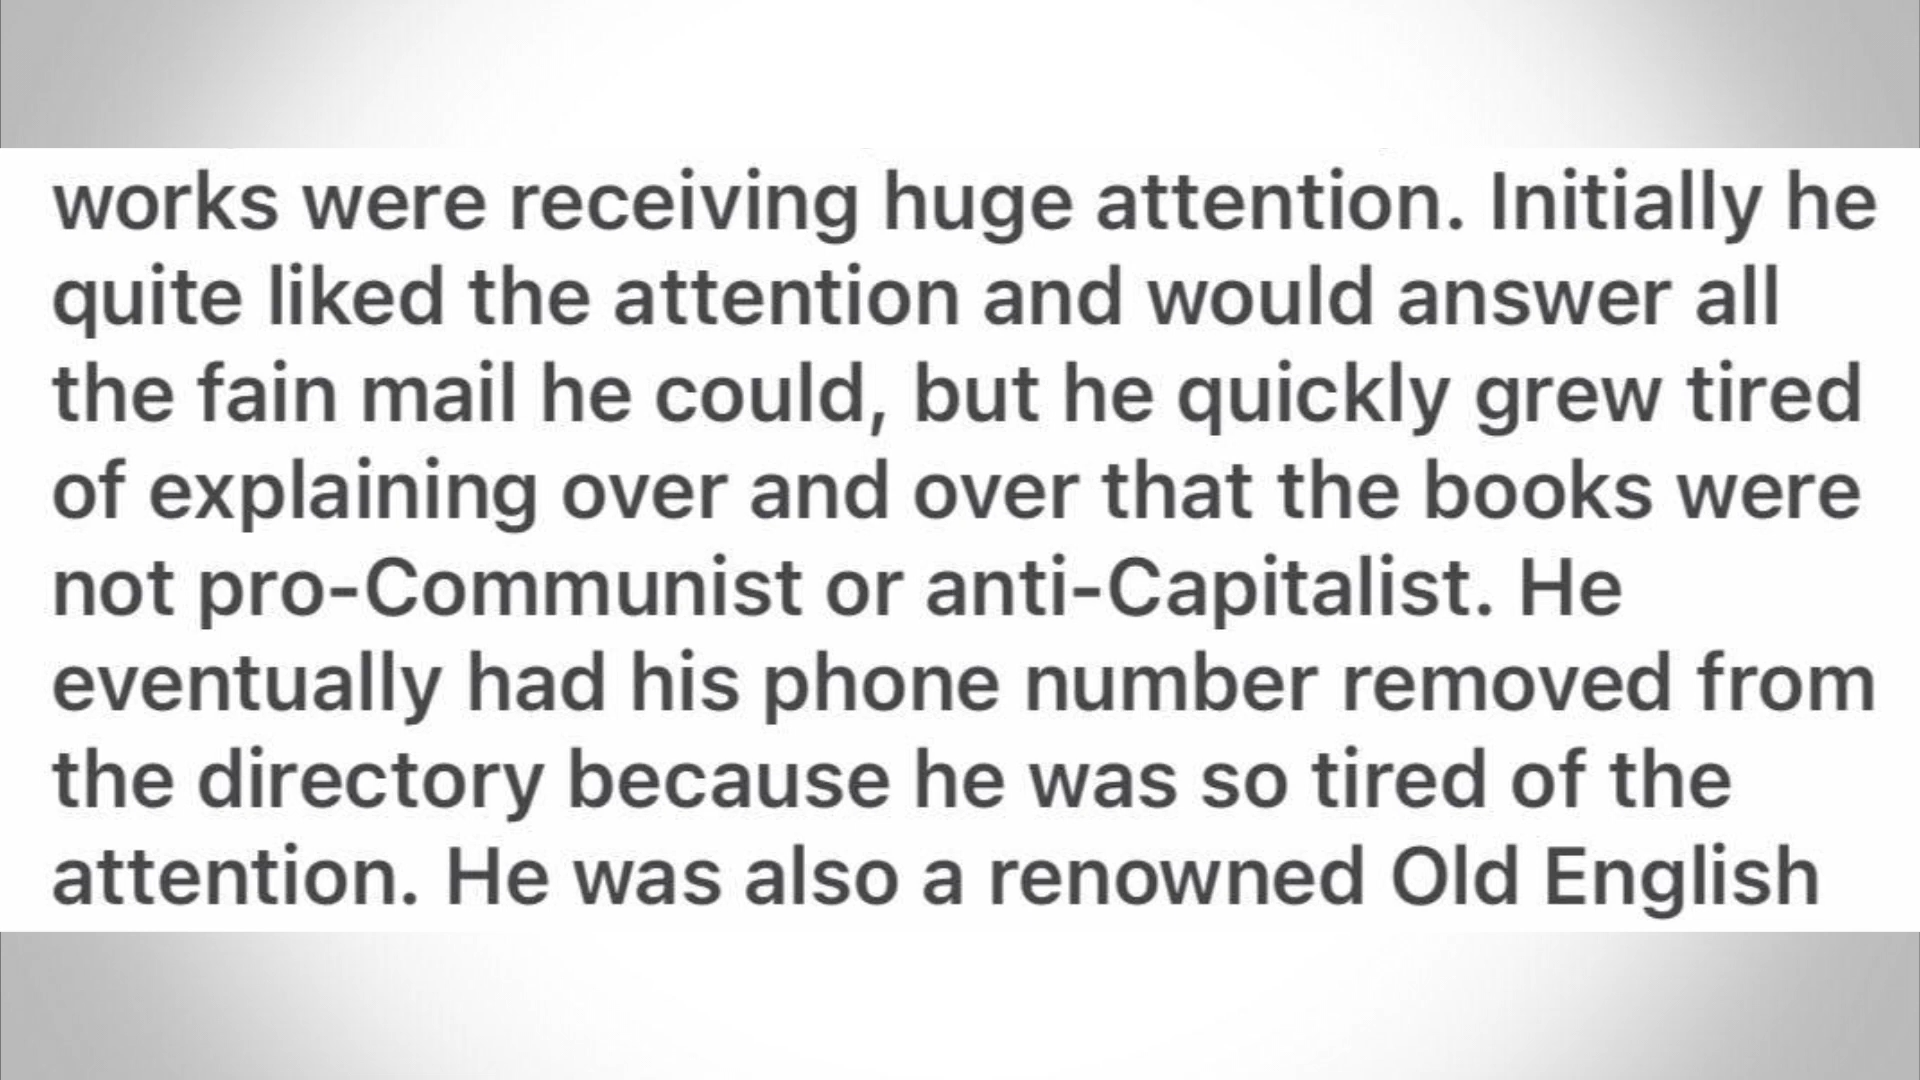 works were receiving huge attention. Initially he
quite liked the attention and would answer all
the fain mail he could, but he quickly grew tired
of explaining over and over that the books were
not pro-Communist or anti-Capitalist. He
eventually had his phone number removed from
the directory because he was so tired of the
attention. He was also a renowned Old English